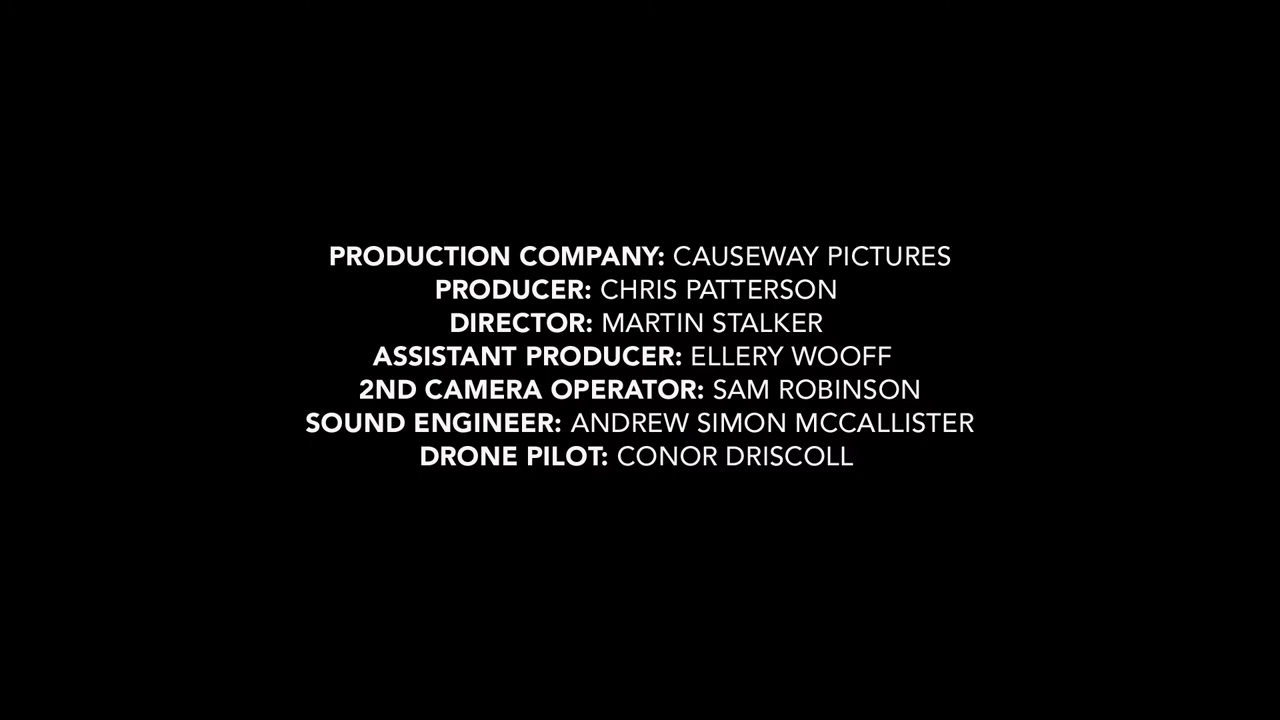 PRODUCTION COMPANY: CAUSEWAY PICTURES
PRODUCER: CHRIS PATTERSON
DIRECTOR: MARTIN STALKER
ASSISTANT PRODUCER: ELLERY WOOFF
2ND CAMERA OPERATOR: SAM ROBINSON
SOUND ENGINEER: ANDREW SIMON MCCALLISTER
DRONE PILOT: CONOR DRISCOLL